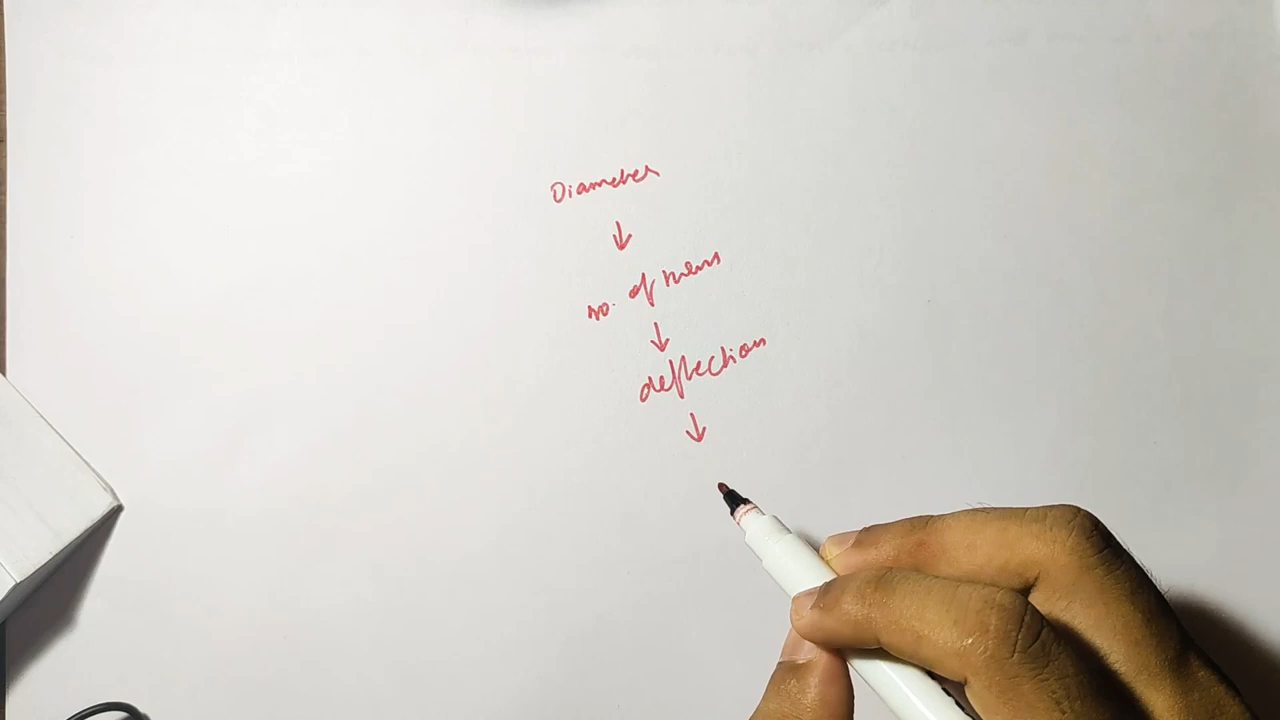 Diameter
↓
no. of turns
↓
deflection
↓